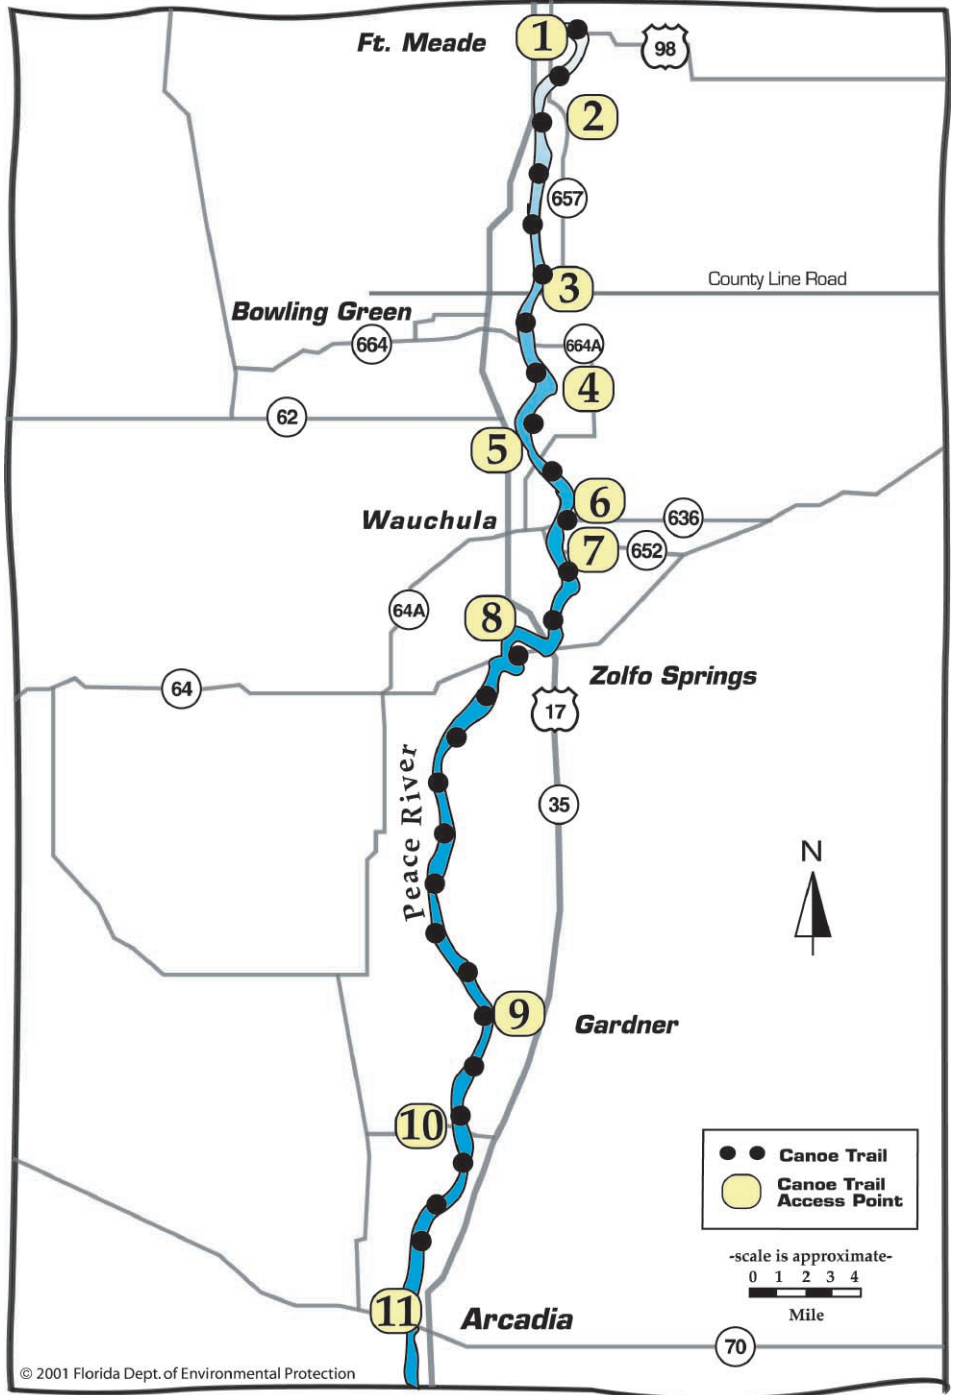 Ft. Meade
1
98
2
657
3
County Line Road
Bowling Green
664
664A
4
62
5
6
Wauchula
636
7
652
64A
8
64
Zolfo Springs
17
Peace River
35
N
9
Gardner
10
Canoe Trail
Canoe Trail
Access Point
-scale is approximate-
0 1 2 3 4
Mile
11
Arcadia
70
© 2001 Florida Dept. of Environmental Protection